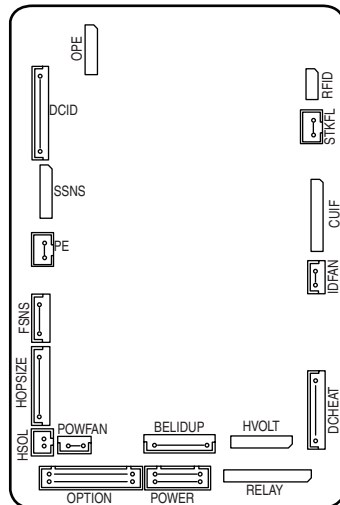 OPE
RFID
DCID
STKFL
SSNS
CUIF
PE
IDFAN
FSNS
HOPSIZE
DCHEAT
HSOL
POWFAN
BELIDUP
HVOLT
OPTION
POWER
RELAY